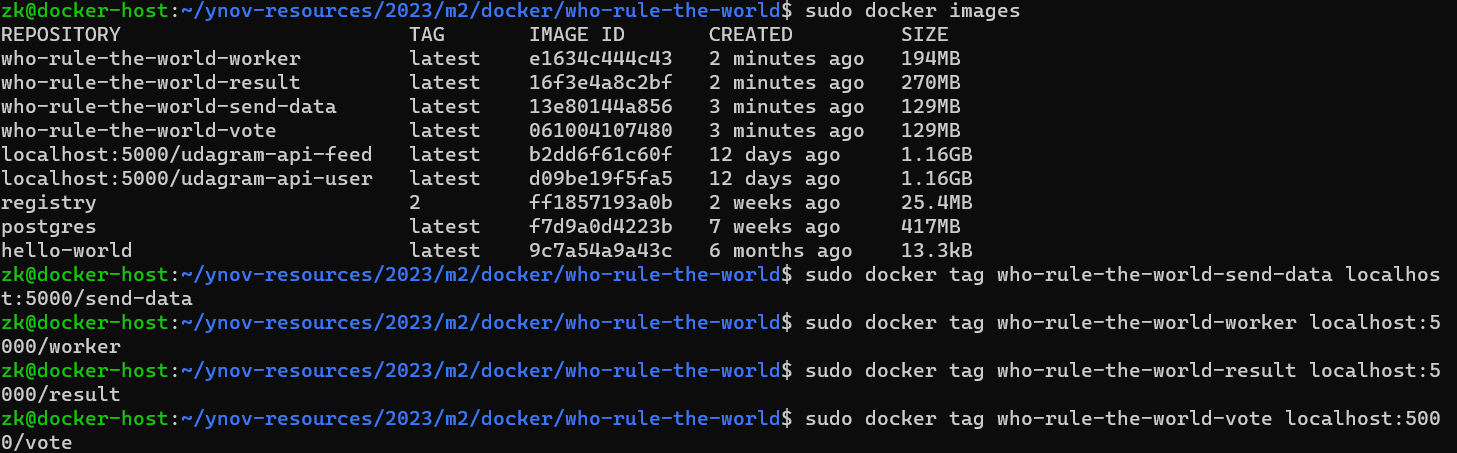 zk@docker-host:~/ynov-resources/2023/m2/docker/who-rule-the-world$ sudo docker images
REPOSITORY                        TAG       IMAGE ID       CREATED         SIZE
who-rule-the-world-worker         latest    e1634c444c43   2 minutes ago   194MB
who-rule-the-world-result         latest    16f3e4a8c2bf   2 minutes ago   270MB
who-rule-the-world-send-data      latest    13e80144a856   3 minutes ago   129MB
who-rule-the-world-vote           latest    061004107480   3 minutes ago   129MB
localhost:5000/udagram-api-feed   latest    b2dd6f61c60f   12 days ago     1.16GB
localhost:5000/udagram-api-user   latest    d09be19f5fa5   12 days ago     1.16GB
registry                          2         ff1857193a0b   2 weeks ago     25.4MB
postgres                          latest    f7d9a0d4223b   7 weeks ago     417MB
hello-world                       latest    9c7a54a9a43c   6 months ago    13.3kB
zk@docker-host:~/ynov-resources/2023/m2/docker/who-rule-the-world$ sudo docker tag who-rule-the-world-send-data localhos
t:5000/send-data
zk@docker-host:~/ynov-resources/2023/m2/docker/who-rule-the-world$ sudo docker tag who-rule-the-world-worker localhost:5
000/worker
zk@docker-host:~/ynov-resources/2023/m2/docker/who-rule-the-world$ sudo docker tag who-rule-the-world-result localhost:5
000/result
zk@docker-host:~/ynov-resources/2023/m2/docker/who-rule-the-world$ sudo docker tag who-rule-the-world-vote localhost:500
0/vote